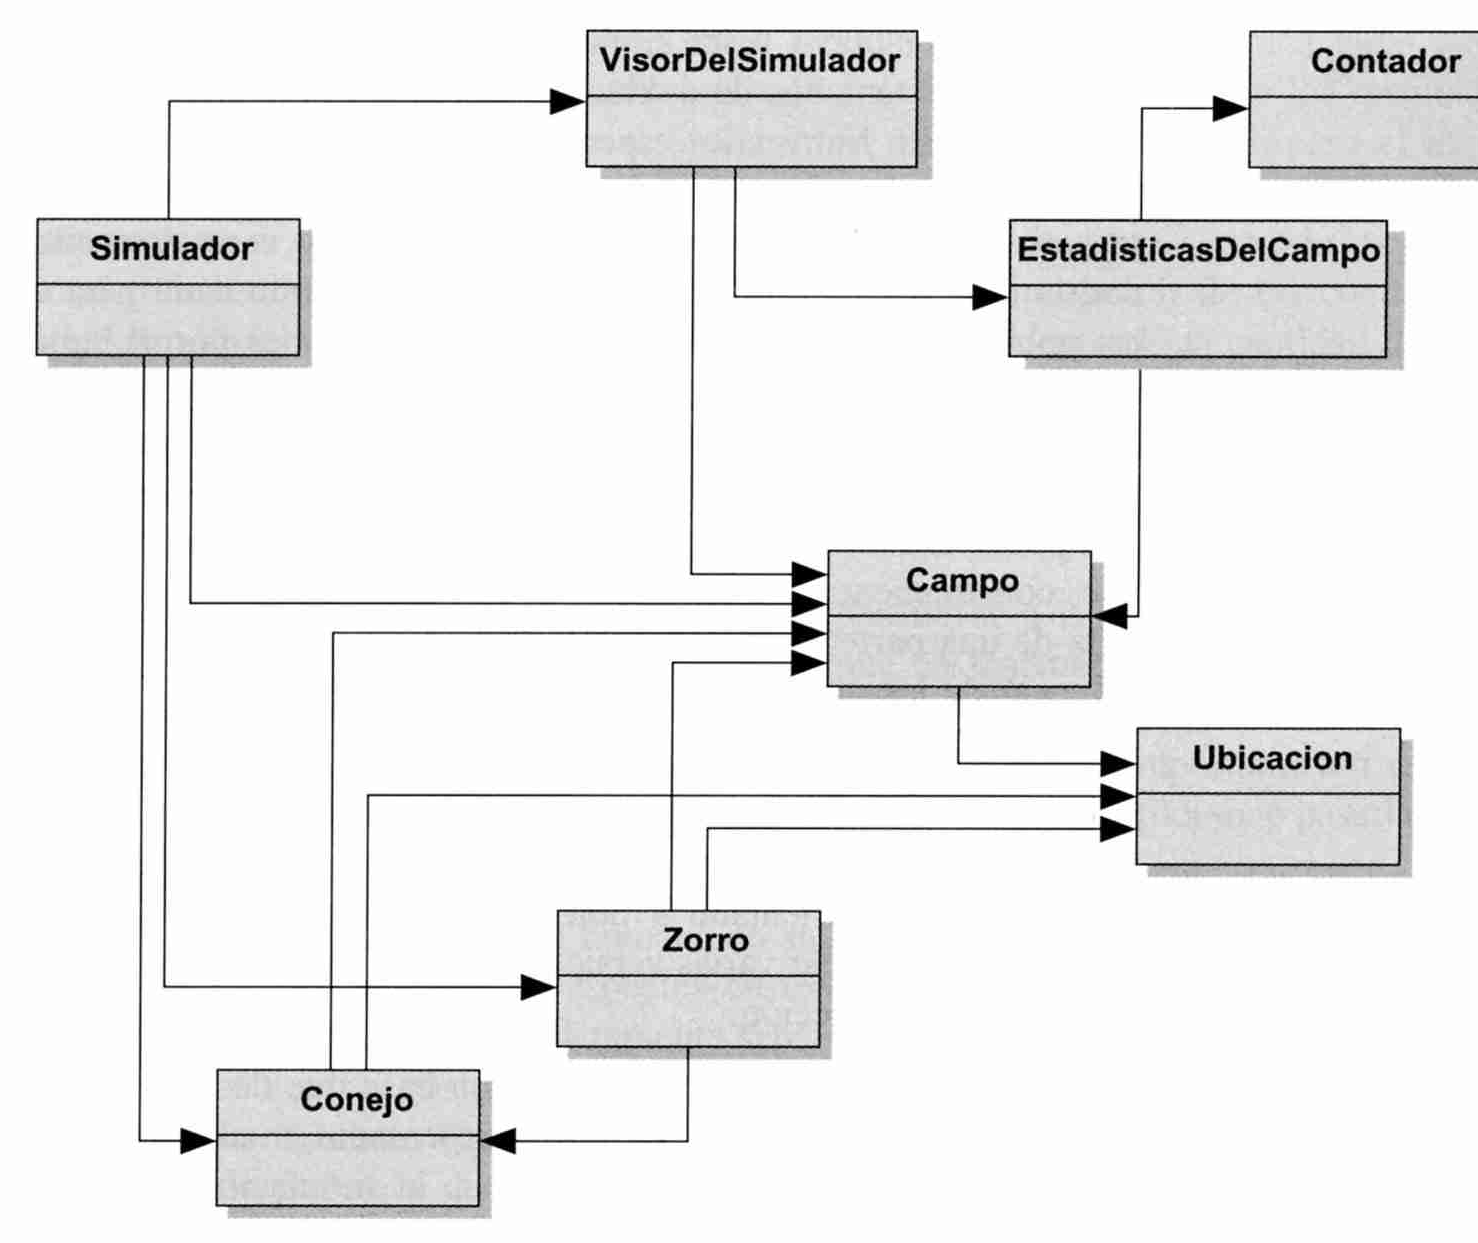 VisorDelSimulador
Contador
Simulador
EstadisticasDelCampo
Campo
Ubicacion
Zorro
Conejo